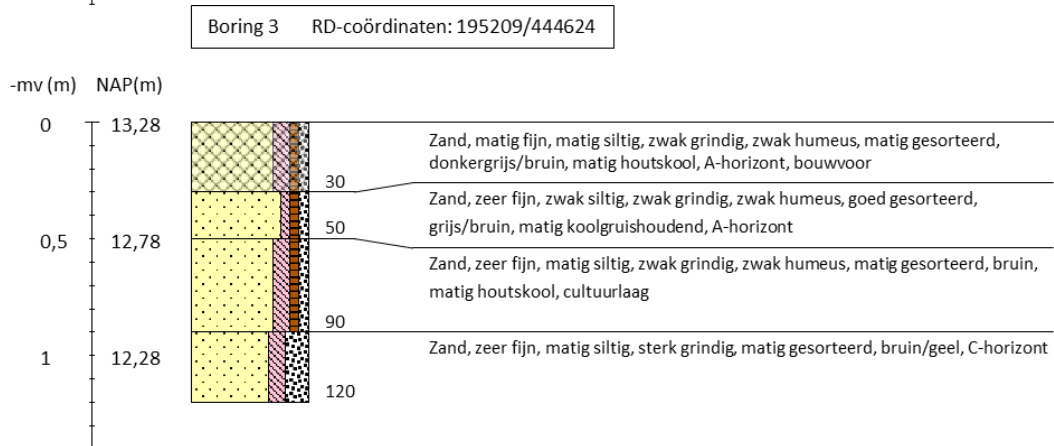 Boring 3 RD-coördinaten: 195209/444624
-mv (m) NAP(m)
0 13,28
Zand, matig fijn, matig siltig, zwak grindig, zwak humeus, matig gesorteerd,
donkergrijs/bruin, matig houtskool, A-horizont, bouwvoor
30
Zand, zeer fijn, zwak siltig, zwak grindig, zwak humeus, goed gesorteerd,
grijs/bruin, matig koolgruishoudend, A-horizont
50
0,5 12,78
Zand, zeer fijn, matig siltig, zwak grindig, zwak humeus, matig gesorteerd, bruin,
matig houtskool, cultuurlaag
90
Zand, zeer fijn, matig siltig, sterk grindig, matig gesorteerd, bruin/geel, C-horizont
1 12,28
120